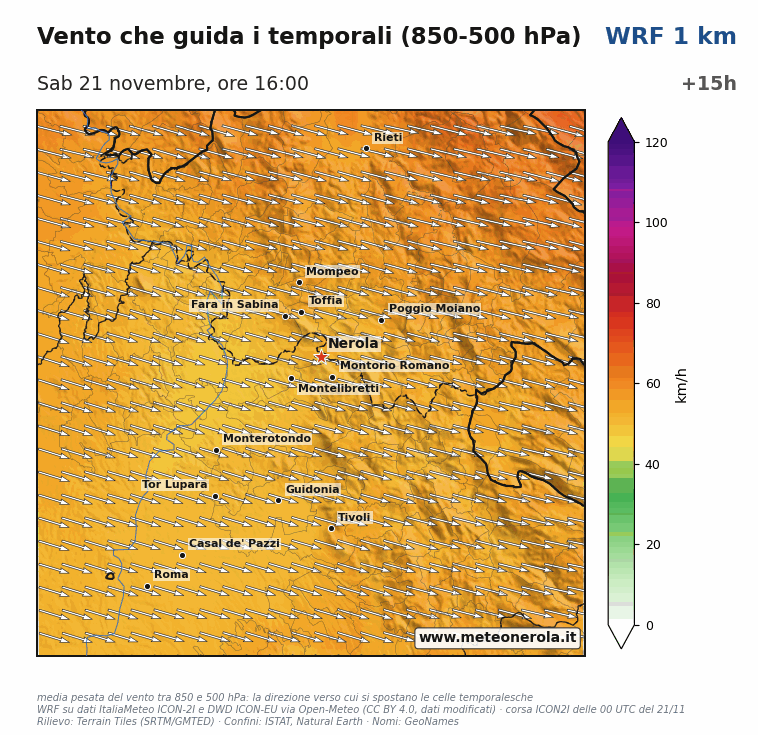 Vento che guida i temporali (850-500 hPa) WRF 1 km
Sab 21 novembre, ore 16:00 +15h
Rieti
120
100
Mompeo
Fara in Sabina
Toffia
Poggio Moiano
80
Nerola
Montorio Romano
60
km/h
Montelibretti
Monterotondo
40
Tor Lupara
Guidonia
Tivoli
20
Casal de' Pazzi
Roma
0
www.meteonerola.it
media pesata del vento tra 850 e 500 hPa: la direzione verso cui si spostano le celle temporalesche
WRF su dati ItaliaMeteo ICON-2I e DWD ICON-EU via Open-Meteo (CC BY 4.0, dati modificati) · corsa ICON2I delle 00 UTC del 21/11
Rilievo: Terrain Tiles (SRTM/GMTED) · Confini: ISTAT, Natural Earth · Nomi: GeoNames